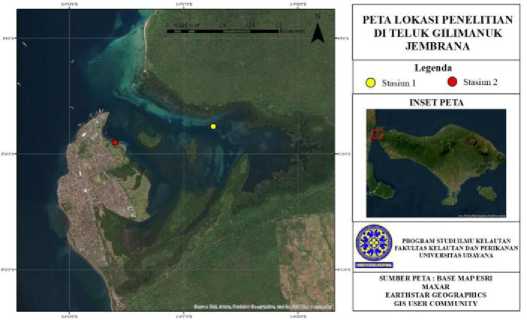 PETA LOKASI PENELITIAN
DI TELUK GILIMANUK
JEMBRANA
Legenda
Stasiun 1
Stasiun 2
INSET PETA
PROGRAM STUDI ILMU KELAUTAN
FAKULTAS KELAUTAN DAN PERIKANAN
UNIVERSITAS UDAYANA
SUMBER PETA : BASE MAP ESRI
MAXAR
EARTHSTAR GEOGRAPHICS
GIS USER COMMUNITY